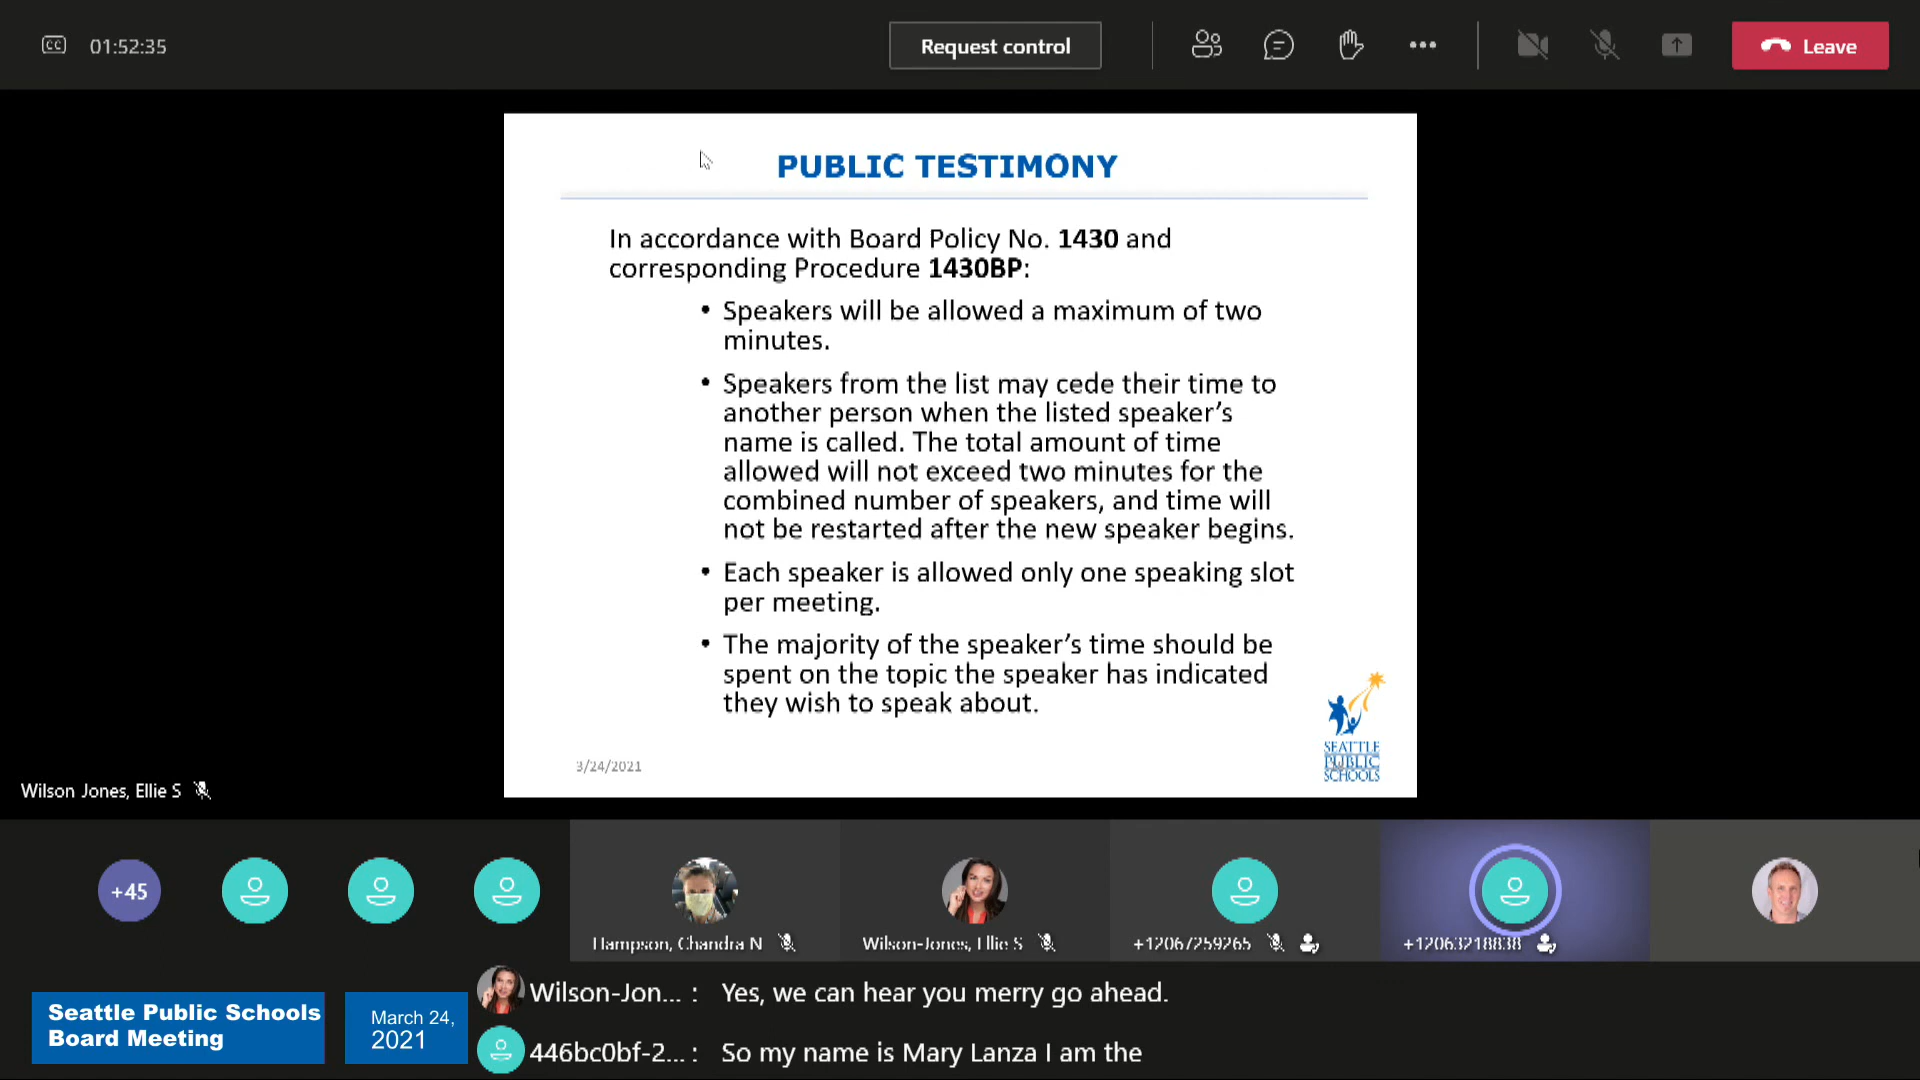 CC 01:52:35 Request control Leave
PUBLIC TESTIMONY
In accordance with Board Policy No. 1430 and
corresponding Procedure 1430BP:
• Speakers will be allowed a maximum of two
minutes.
• Speakers from the list may cede their time to
another person when the listed speaker's
name is called. The total amount of time
allowed will not exceed two minutes for the
combined number of speakers, and time will
not be restarted after the new speaker begins.
• Each speaker is allowed only one speaking slot
per meeting.
• The majority of the speaker's time should be
spent on the topic the speaker has indicated
they wish to speak about.
SEATTLE
PUBLIC
SCHOOLS
3/24/2021
Wilson Jones, Ellie S
+45
Hampson, Chandra N
Wilson-Jones, Ellie S
+12067259265
+12063218838
Seattle Public Schools
Board Meeting
March 24,
2021
Wilson-Jon... : Yes, we can hear you merry go ahead.
446bc0bf-2... : So my name is Mary Lanza I am the